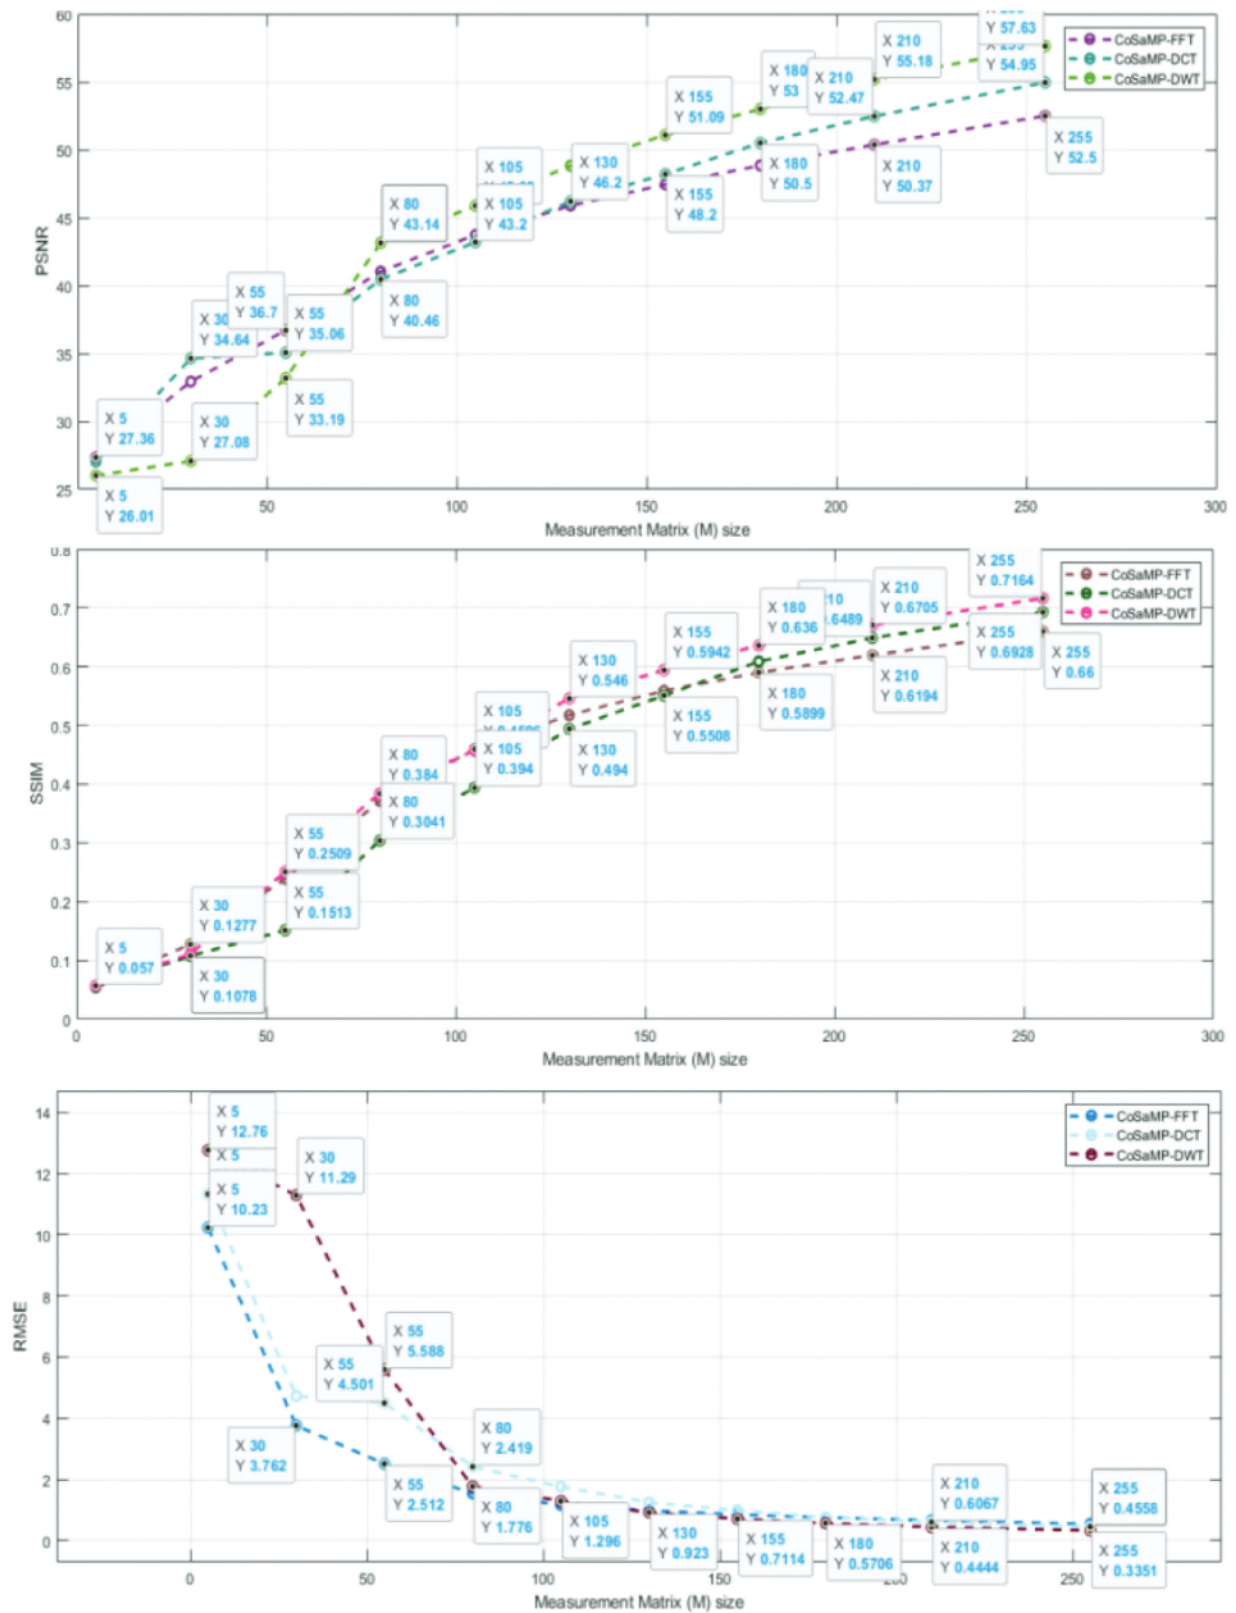 60
55
50
45
40
35
30
25
PSNR
50
100
150
200
250
300
Measurement Matrix (M) size
CoSaMP-FFT
CoSaMP-DCT
CoSaMP-DWT
X 5
Y 27.36
X 5
Y 26.01
X 30
Y 34.64
X 30
Y 27.08
X 55
Y 36.7
X 55
Y 35.06
X 55
Y 33.19
X 80
Y 43.14
X 80
Y 40.46
X 105
X 105
Y 43.2
X 130
Y 46.2
X 155
Y 51.09
X 155
Y 48.2
X 180
Y 53
X 180
Y 50.5
X 210
Y 52.47
X 210
Y 55.18
X 210
Y 50.37
Y 57.63
Y 54.95
X 255
Y 52.5
0.8
0.7
0.6
0.5
0.4
0.3
0.2
0.1
0
SSIM
0
50
100
150
200
250
300
Measurement Matrix (M) size
CoSaMP-FFT
CoSaMP-DCT
CoSaMP-DWT
X 5
Y 0.057
X 30
Y 0.1277
X 30
Y 0.1078
X 55
Y 0.2509
X 55
Y 0.1513
X 80
Y 0.384
X 80
Y 0.3041
X 105
X 105
Y 0.394
X 130
Y 0.546
X 130
Y 0.494
X 155
Y 0.5942
X 155
Y 0.5508
X 180
Y 0.636
X 180
Y 0.5899
X 210
Y 0.6705
X 210
Y 0.6194
X 255
Y 0.7164
X 255
Y 0.6928
X 255
Y 0.66
14
12
10
8
6
4
2
0
RMSE
0
50
100
150
250
Measurement Matrix (M) size
CoSaMP-FFT
CoSaMP-DCT
CoSaMP-DWT
X 5
Y 12.76
X 5
X 5
Y 10.23
X 30
Y 11.29
X 30
Y 3.762
X 55
Y 5.588
X 55
Y 4.501
X 55
Y 2.512
X 80
Y 2.419
X 80
Y 1.776
X 105
Y 1.296
X 130
Y 0.923
X 155
Y 0.7114
X 180
Y 0.5706
X 210
Y 0.6067
X 210
Y 0.4444
X 255
Y 0.4558
X 255
Y 0.3351